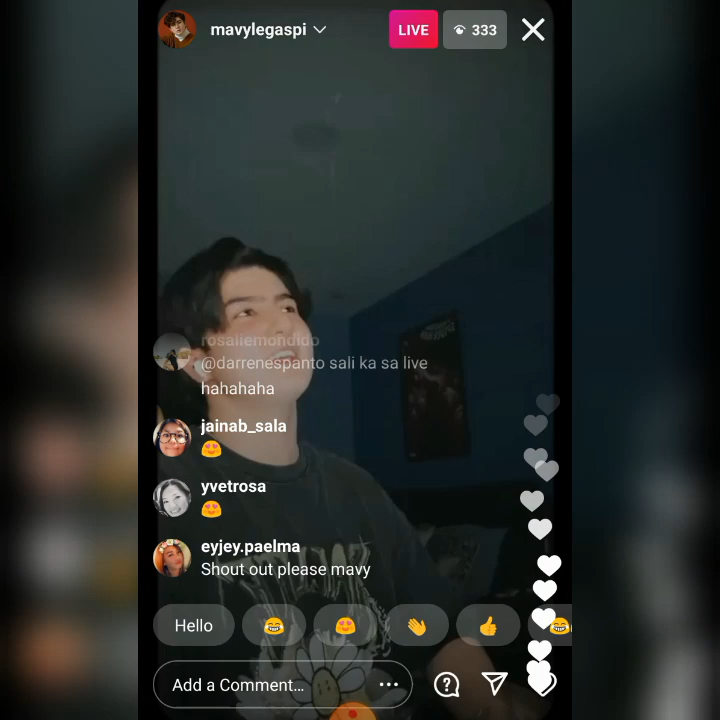 mavylegaspi
LIVE
333
rosaliemondido
@darrenespanto sali ka sa live
hahahaha
jainab_sala
yvetrosa
eyjey.paelma
Shout out please mavy
Hello
Add a Comment...